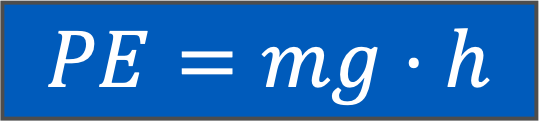 PE = mg · h